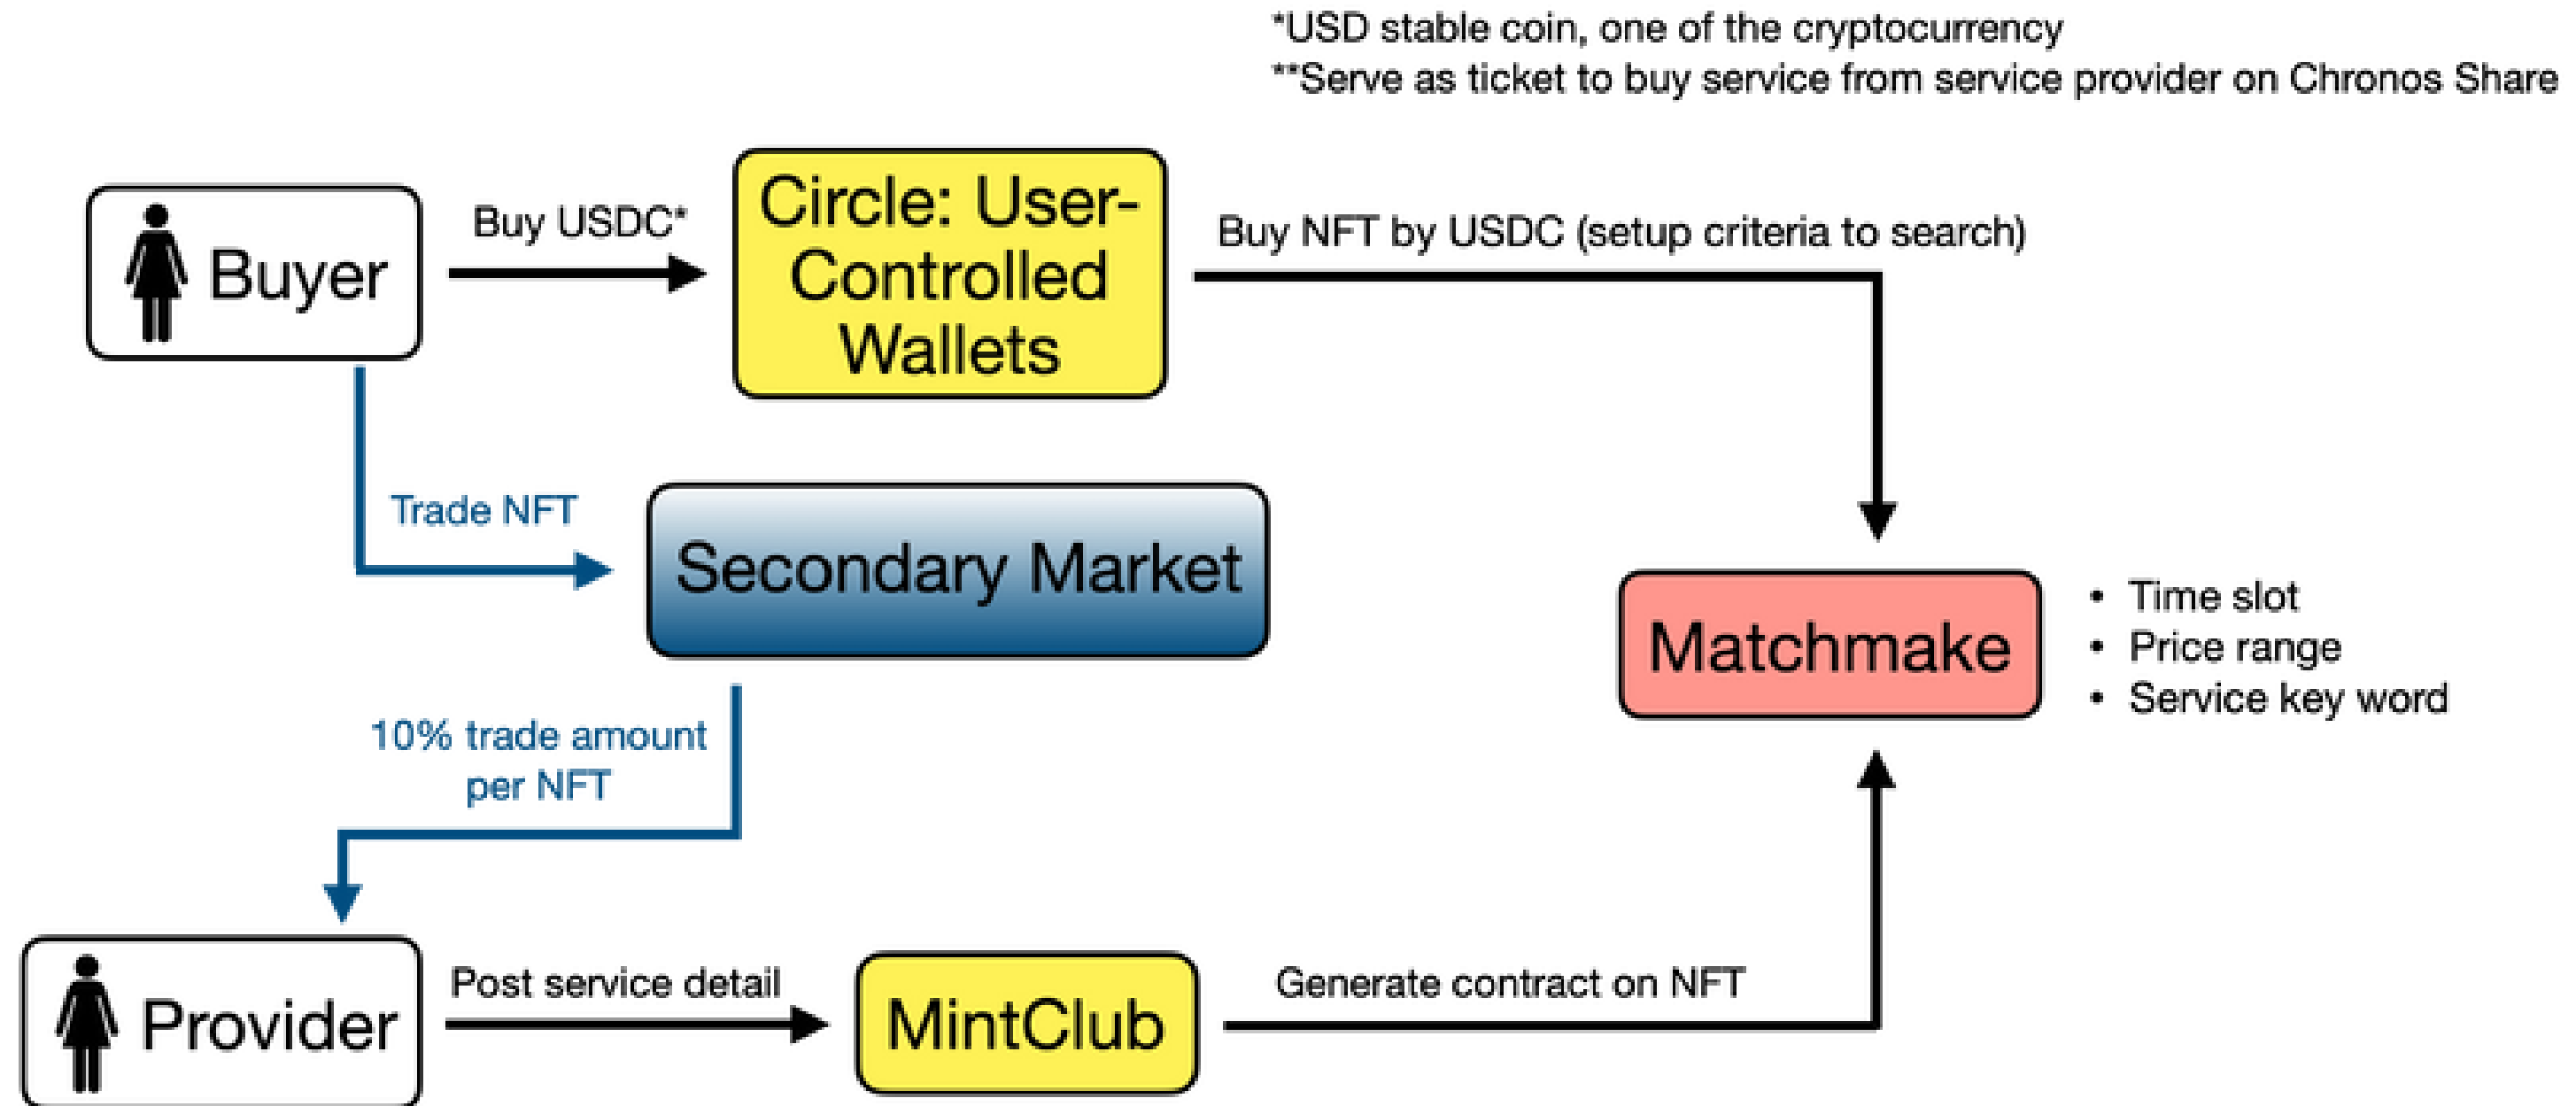 *USD stable coin, one of the cryptocurrency
**Serve as ticket to buy service from service provider on Chronos Share
Buyer
Buy USDC*
Circle: User-
Controlled
Wallets
Buy NFT by USDC (setup criteria to search)
Trade NFT
Secondary Market
Matchmake
• Time slot
• Price range
• Service key word
10% trade amount
per NFT
Provider
Post service detail
MintClub
Generate contract on NFT